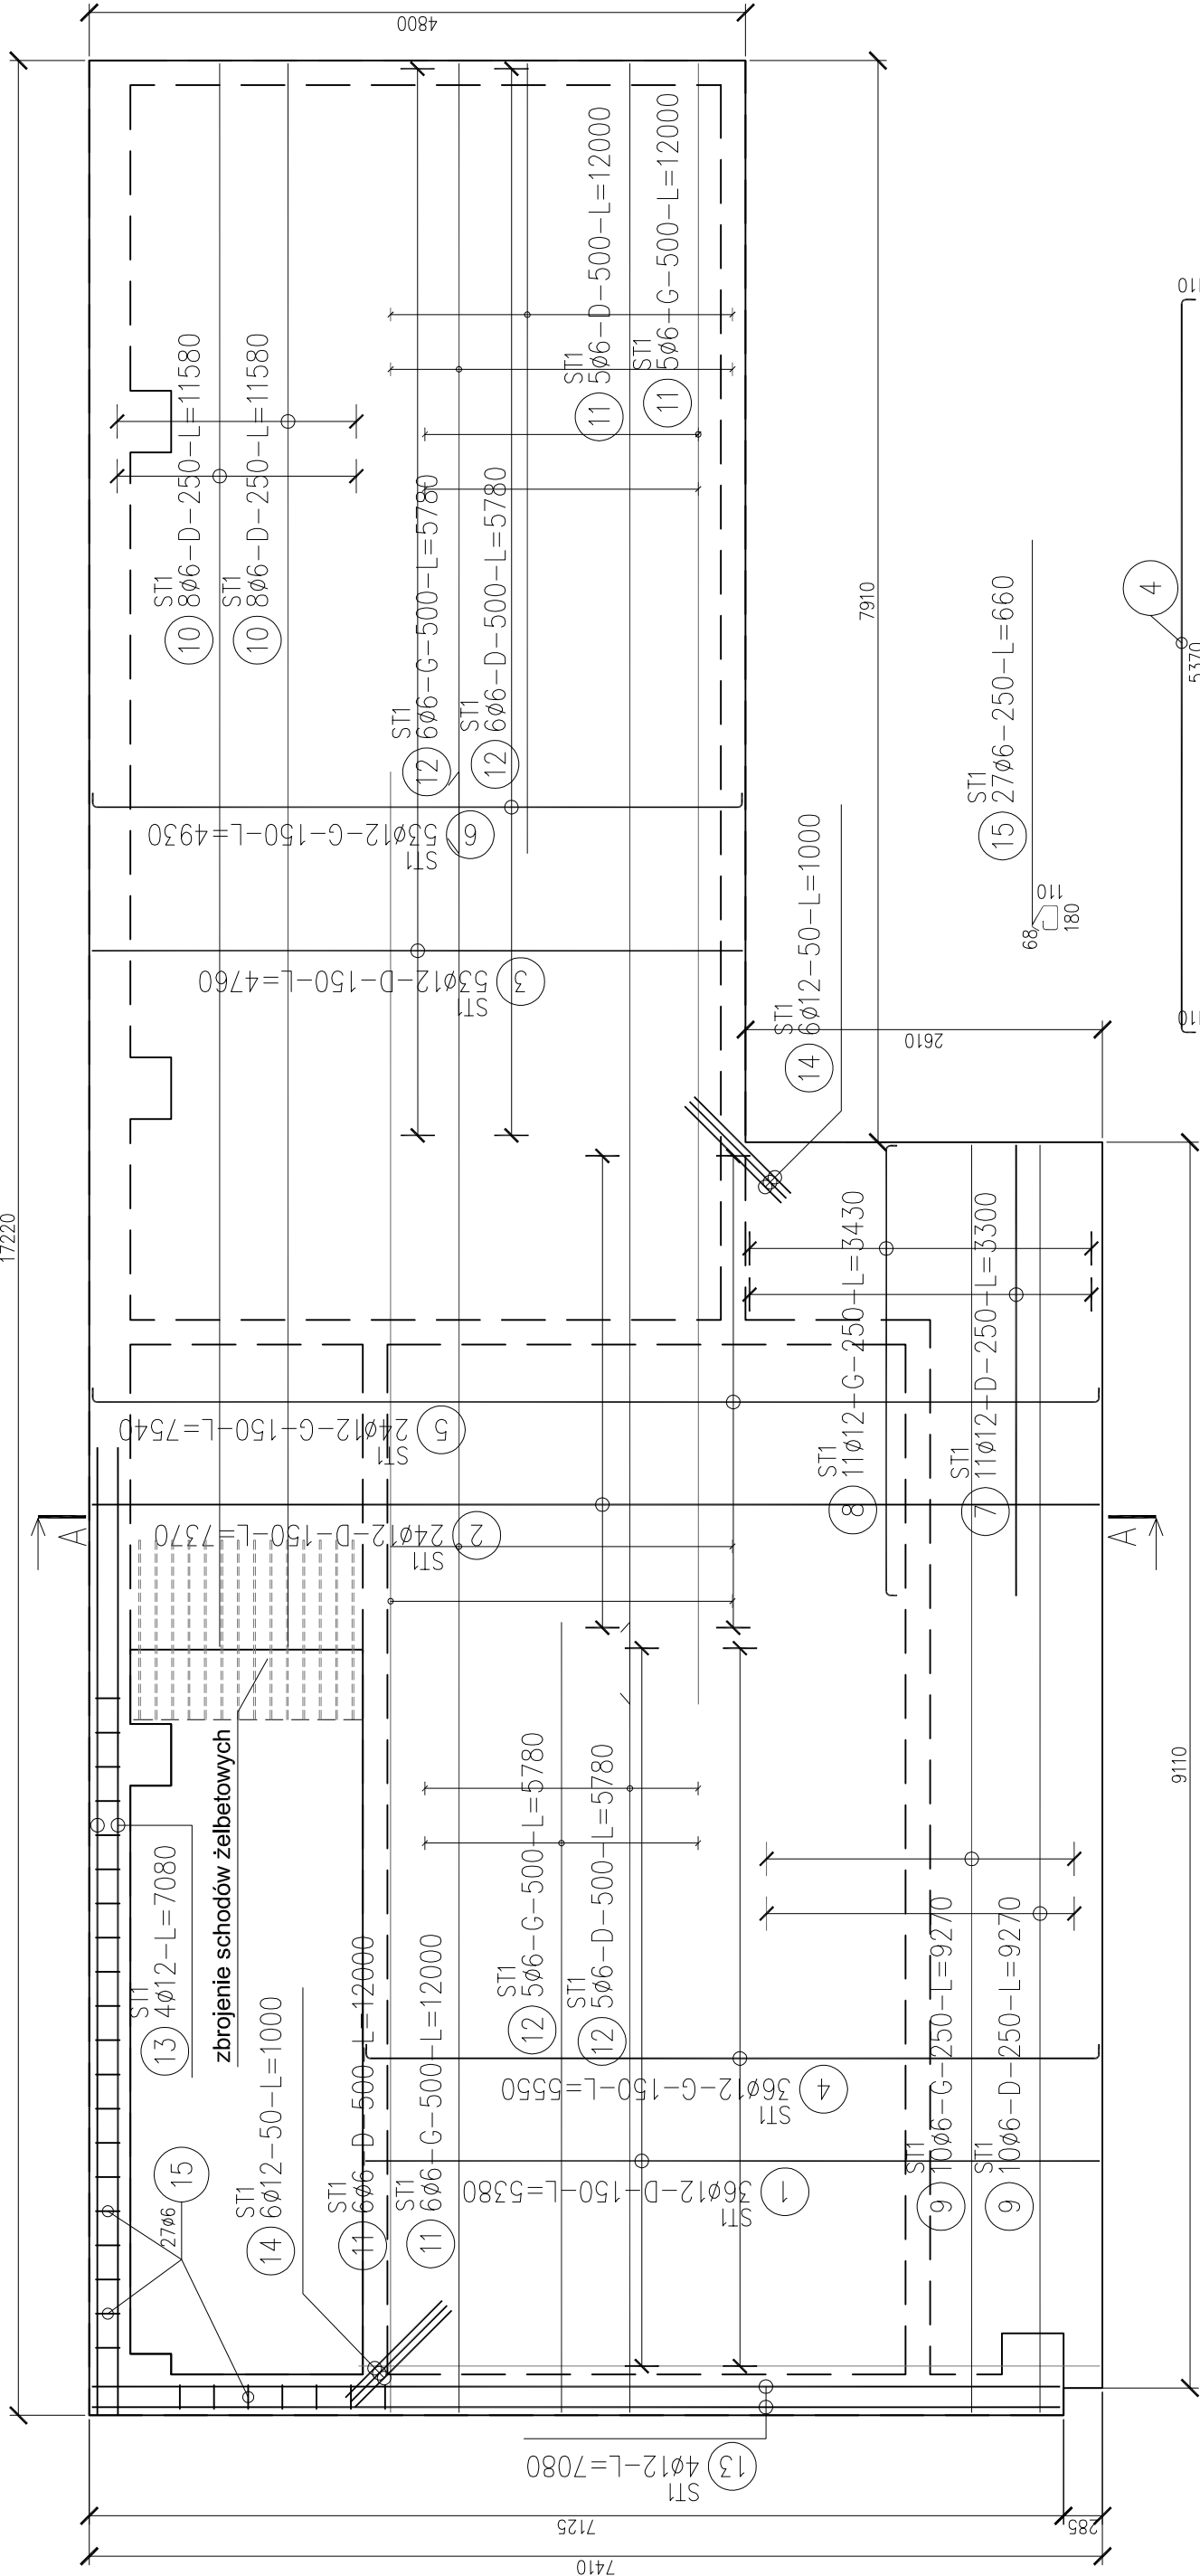 4800
17220
7910
ST1
10 8ø6-D-250-L=11580
ST1
10 8ø6-D-250-L=11580
ST1
11 5ø6-D-500-L=12000
ST1
11 5ø6-G-500-L=12000
ST1
12 6ø6-G-500-L=5780
ST1
12 6ø6-D-500-L=5780
ST1
6 53ø12-G-150-L=4930
ST1
3 53ø12-D-150-L=4760
ST1
14 6ø12-50-L=1000
2610
ST1
15 27ø6-250-L=660
68
110
180
4
110
5370
110
ST1
8 11ø12-G-250-L=3430
ST1
7 11ø12-D-250-L=3300
ST1
5 24ø12-G-150-L=7540
ST1
2 24ø12-D-150-L=7370
A
A
9110
zbrojenie schodów żelbetowych
ST1
13 4ø12-L=7080
ST1
12 5ø6-G-500-L=5780
ST1
12 5ø6-D-500-L=5780
27ø6
15
ST1
14 6ø12-50-L=1000
ST1
11 6ø6-D-500-L=12000
ST1
11 6ø6-G-500-L=12000
ST1
4 36ø12-G-150-L=5550
ST1
1 36ø12-D-150-L=5380
ST1
9 10ø6-G-250-L=9270
ST1
9 10ø6-D-250-L=9270
ST1
13 4ø12-L=7080
7125
285
7410